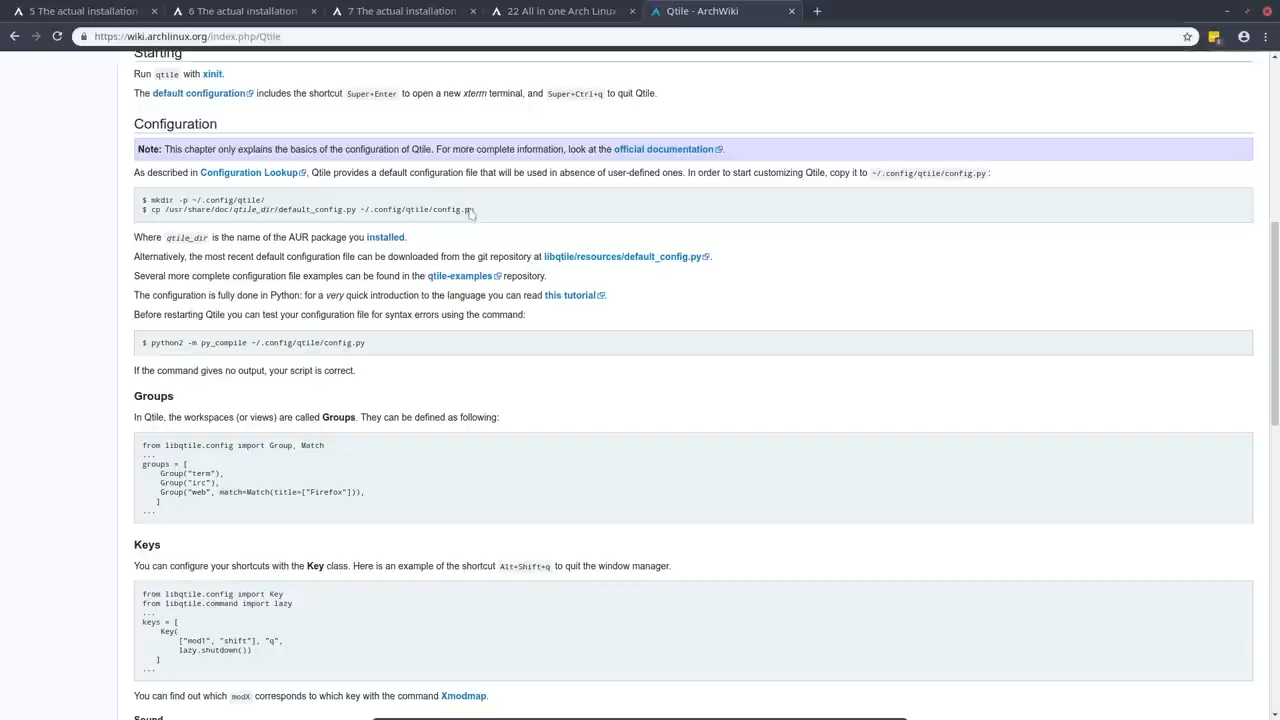 5 The actual installation
6 The actual installation
7 The actual installation
22 All in one Arch Linux
Qtile - ArchWiki
https://wiki.archlinux.org/index.php/Qtile
Starting
Run qtile with xinit.
The default configuration includes the shortcut Super+Enter to open a new xterm terminal, and Super+Ctrl+q to quit Qtile.
Configuration
Note: This chapter only explains the basics of the configuration of Qtile. For more complete information, look at the official documentation.
As described in Configuration Lookup, Qtile provides a default configuration file that will be used in absence of user-defined ones. In order to start customizing Qtile, copy it to ~/.config/qtile/config.py :
$ mkdir -p ~/.config/qtile/
$ cp /usr/share/doc/qtile_dir/default_config.py ~/.config/qtile/config.py
Where qtile_dir is the name of the AUR package you installed.
Alternatively, the most recent default configuration file can be downloaded from the git repository at libqtile/resources/default_config.py.
Several more complete configuration file examples can be found in the qtile-examples repository.
The configuration is fully done in Python: for a very quick introduction to the language you can read this tutorial.
Before restarting Qtile you can test your configuration file for syntax errors using the command:
$ python2 -m py_compile ~/.config/qtile/config.py
If the command gives no output, your script is correct.
Groups
In Qtile, the workspaces (or views) are called Groups. They can be defined as following:
from libqtile.config import Group, Match
...
groups = [
    Group("term"),
    Group("irc"),
    Group("web", match=Match(title=["Firefox"])),
   ]
...
Keys
You can configure your shortcuts with the Key class. Here is an example of the shortcut Alt+Shift+q to quit the window manager.
from libqtile.config import Key
from libqtile.command import lazy
...
keys = [
    Key(
        ["mod1", "shift"], "q",
        lazy.shutdown())
   ]
...
You can find out which modX corresponds to which key with the command Xmodmap.
Sound